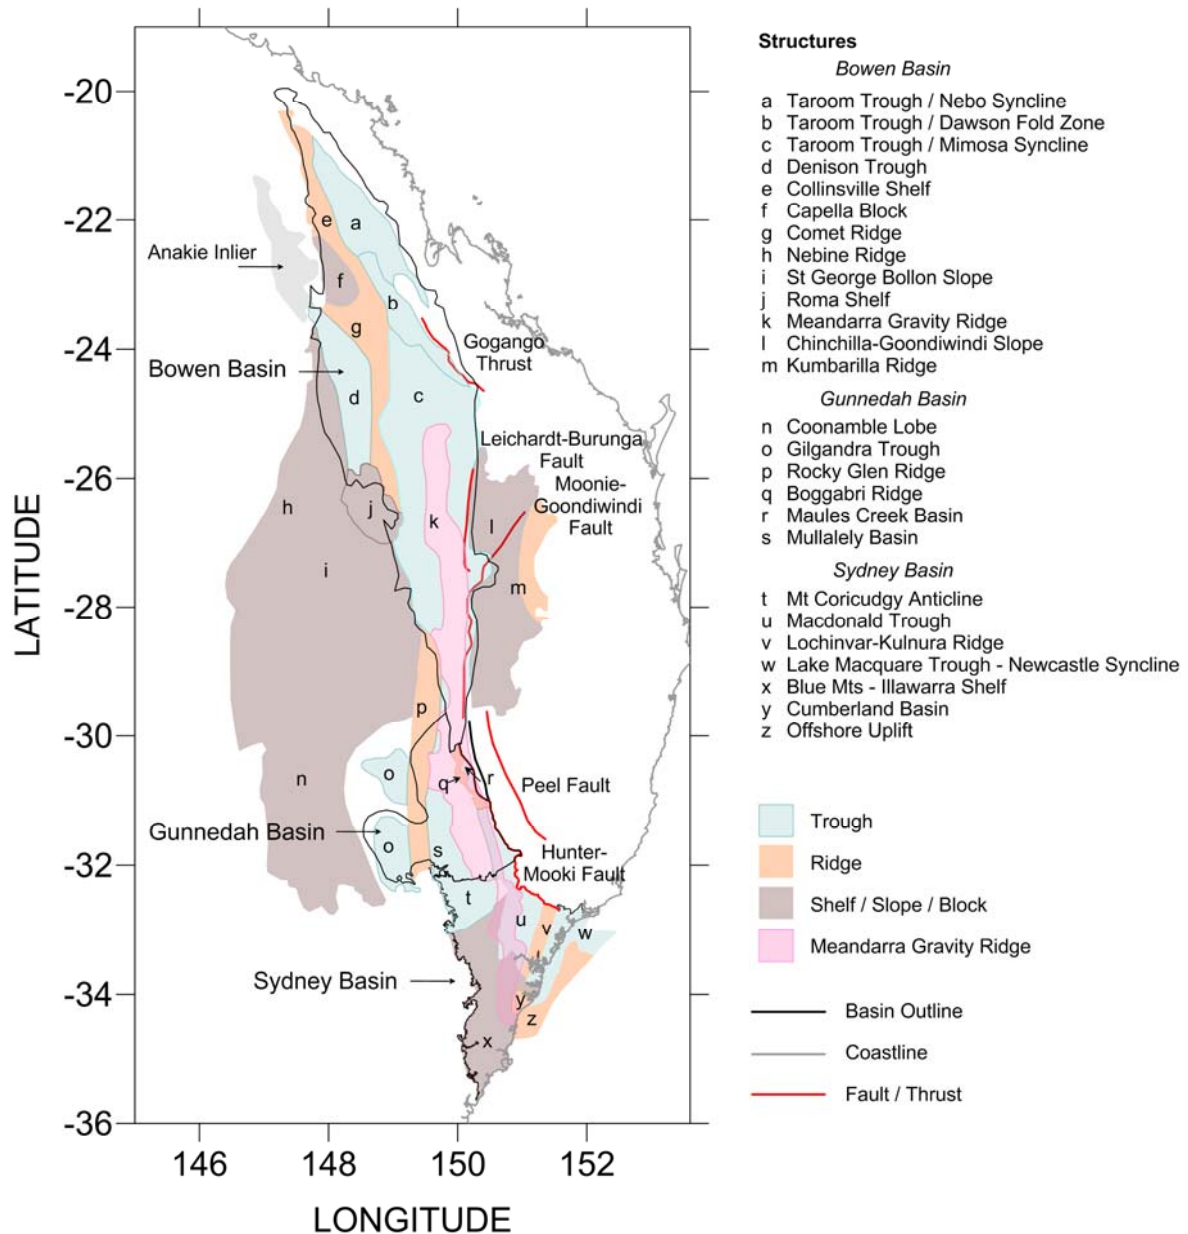 Structures
Bowen Basin
a Taroom Trough / Nebo Syncline
b Taroom Trough / Dawson Fold Zone
c Taroom Trough / Mimosa Syncline
d Denison Trough
e Collinsville Shelf
f Capella Block
g Comet Ridge
h Nebine Ridge
i St George Bollon Slope
j Roma Shelf
k Meandarra Gravity Ridge
l Chinchilla-Goondiwindi Slope
m Kumbarilla Ridge
Gunnedah Basin
n Coonamble Lobe
o Gilgandra Trough
p Rocky Glen Ridge
q Boggabri Ridge
r Maules Creek Basin
s Mullalely Basin
Sydney Basin
t Mt Coricudgy Anticline
u Macdonald Trough
v Lochinvar-Kulnura Ridge
w Lake Macquare Trough - Newcastle Syncline
x Blue Mts - Illawarra Shelf
y Cumberland Basin
z Offshore Uplift
Trough
Ridge
Shelf / Slope / Block
Meandarra Gravity Ridge
Basin Outline
Coastline
Fault / Thrust
LATITUDE
-20
-22
-24
-26
-28
-30
-32
-34
-36
146
148
150
152
LONGITUDE
Anakie Inlier
Bowen Basin
Gunnedah Basin
Sydney Basin
Gogango
Thrust
Leichardt-Burunga
Fault
Moonie-
Goondiwindi
Fault
Peel Fault
Hunter-
Mooki Fault
e
a
f
b
g
d
c
h
j
k
l
i
m
p
n
o
q
r
o
s
t
u
v
w
y
z
x